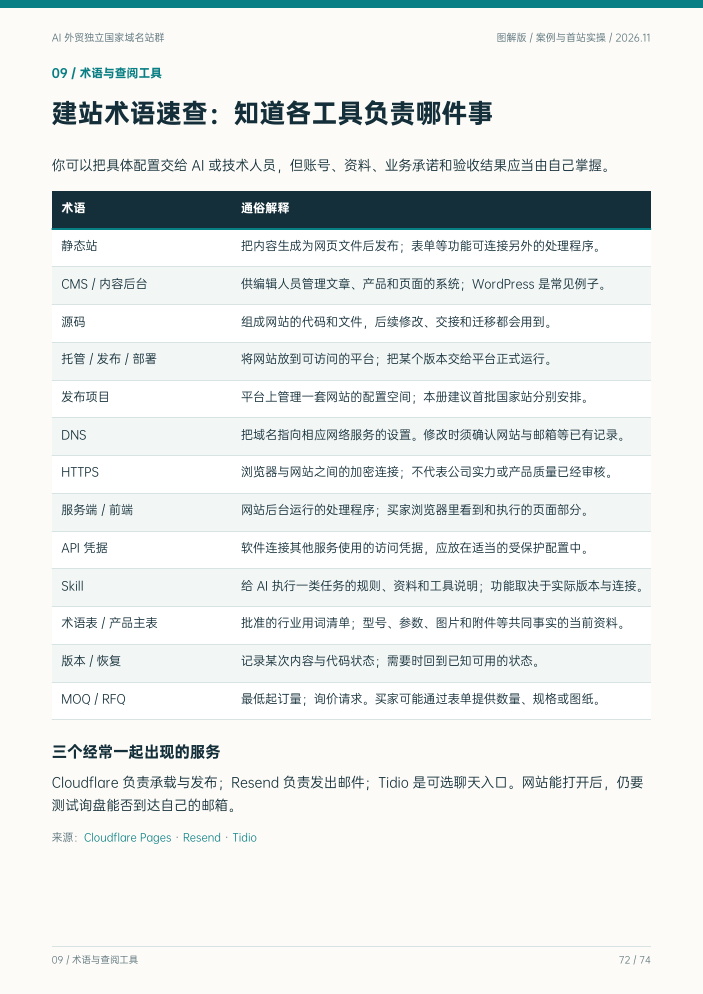 AI 外贸独立国家域名站群
图解版 / 案例与首站实操 / 2026.11
09 / 术语与查阅工具
建站术语速查：知道各工具负责哪件事
你可以把具体配置交给 AI 或技术人员，但账号、资料、业务承诺和验收结果应当由自己掌握。
术语 通俗解释
静态站 把内容生成为网页文件后发布；表单等功能可连接另外的处理程序。
CMS / 内容后台 供编辑人员管理文章、产品和页面的系统；WordPress 是常见例子。
源码 组成网站的代码和文件，后续修改、交接和迁移都会用到。
托管 / 发布 / 部署 将网站放到可访问的平台；把某个版本交给平台正式运行。
发布项目 平台上管理一套网站的配置空间；本册建议首批国家站分别安排。
DNS 把域名指向相应网络服务的设置。修改时须确认网站与邮箱等已有记录。
HTTPS 浏览器与网站之间的加密连接；不代表公司实力或产品质量已经审核。
服务端 / 前端 网站后台运行的处理程序；买家浏览器里看到和执行的页面部分。
API 凭据 软件连接其他服务使用的访问凭据，应放在适当的受保护配置中。
Skill 给 AI 执行一类任务的规则、资料和工具说明；功能取决于实际版本与连接。
术语表 / 产品主表 批准的行业用词清单；型号、参数、图片和附件等共同事实的当前资料。
版本 / 恢复 记录某次内容与代码状态；需要时回到已知可用的状态。
MOQ / RFQ 最低起订量；询价请求。买家可能通过表单提供数量、规格或图纸。
三个经常一起出现的服务
Cloudflare 负责承载与发布；Resend 负责发出邮件；Tidio 是可选聊天入口。网站能打开后，仍要
测试询盘能否到达自己的邮箱。
来源：Cloudflare Pages · Resend · Tidio
09 / 术语与查阅工具
72 / 74